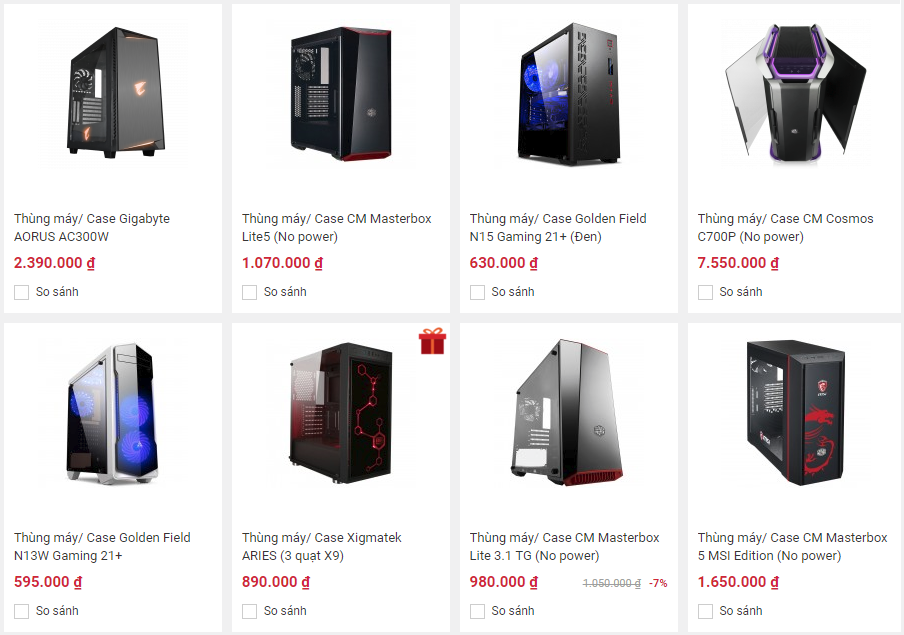 Thùng máy/ Case Gigabyte
AORUS AC300W
2.390.000 ₫
So sánh
Thùng máy/ Case CM Masterbox
Lite5 (No power)
1.070.000 ₫
So sánh
Thùng máy/ Case Golden Field
N15 Gaming 21+ (Đen)
630.000 ₫
So sánh
Thùng máy/ Case CM Cosmos
C700P (No power)
7.550.000 ₫
So sánh
Thùng máy/ Case Golden Field
N13W Gaming 21+
595.000 ₫
So sánh
Thùng máy/ Case Xigmatek
ARIES (3 quạt X9)
890.000 ₫
So sánh
Thùng máy/ Case CM Masterbox
Lite 3.1 TG (No power)
980.000 ₫ 1.050.000 ₫ -7%
So sánh
Thùng máy/ Case CM Masterbox
5 MSI Edition (No power)
1.650.000 ₫
So sánh